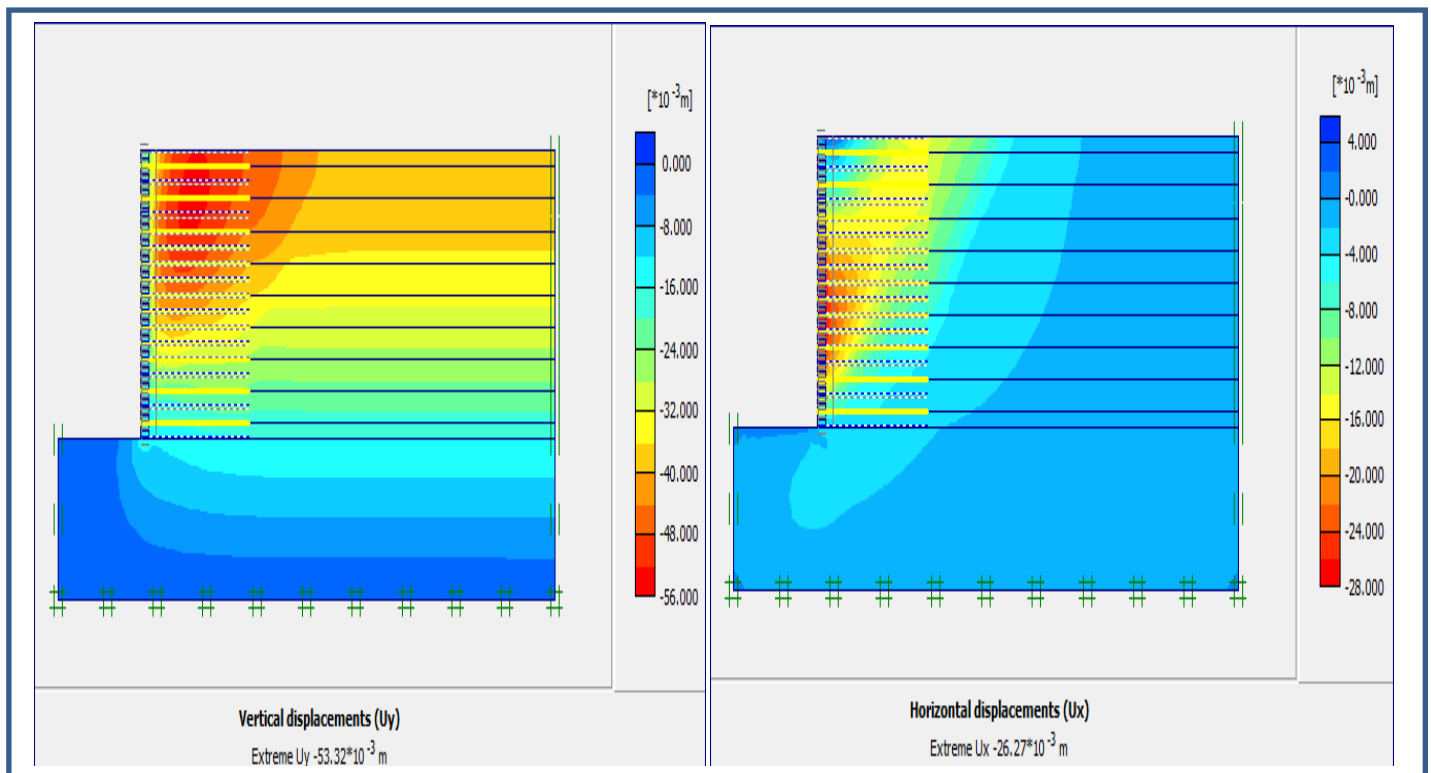 [*10 -3m]
0.000
-8.000
-16.000
-24.000
-32.000
-40.000
-48.000
-56.000
Vertical displacements (Uy)
Extreme Uy -53.32*10 -3 m
[*10 -3m]
4.000
-0.000
-4.000
-8.000
-12.000
-16.000
-20.000
-24.000
-28.000
Horizontal displacements (Ux)
Extreme Ux -26.27*10 -3 m